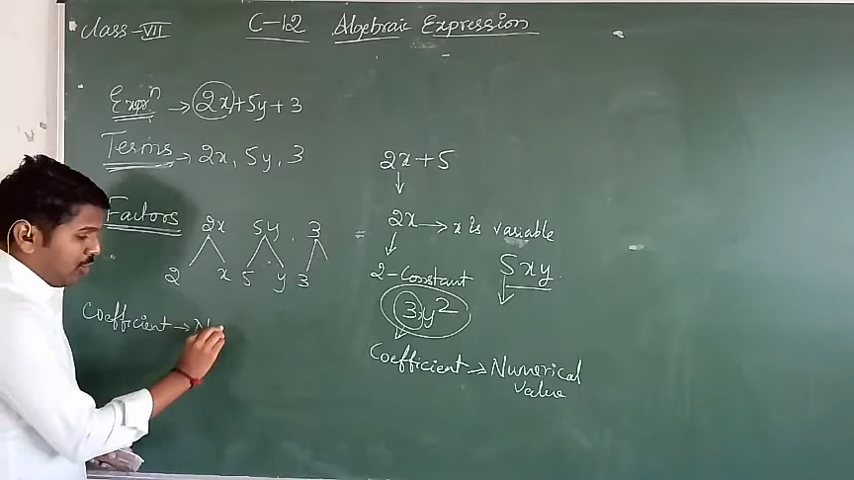 Class-VII C-12 Algebraic Expression
Exprⁿ → 2x+5y+3
Terms → 2x, 5y, 3
Factors 2x 5y, 3
2 x 5 y 3
Coefficient → N
2x+5
= 2x → x is variable
2-Constant 5xy
3y²
Coefficient → Numerical
Value